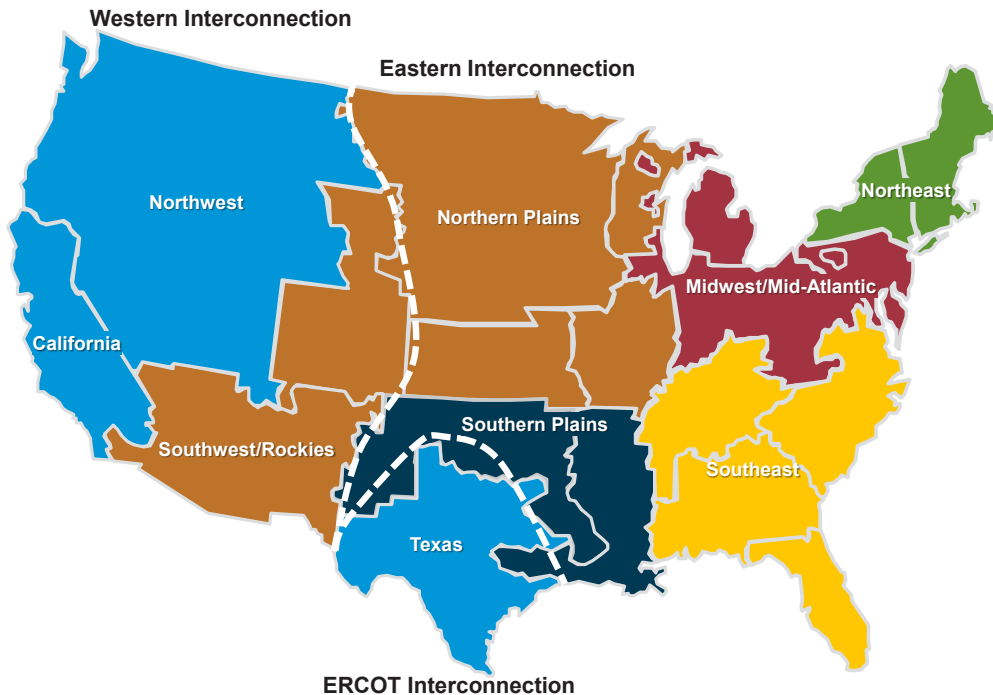 Western Interconnection
Eastern Interconnection
Northwest
Northern Plains
Northeast
Midwest/Mid-Atlantic
California
Southwest/Rockies
Southern Plains
Southeast
Texas
ERCOT Interconnection